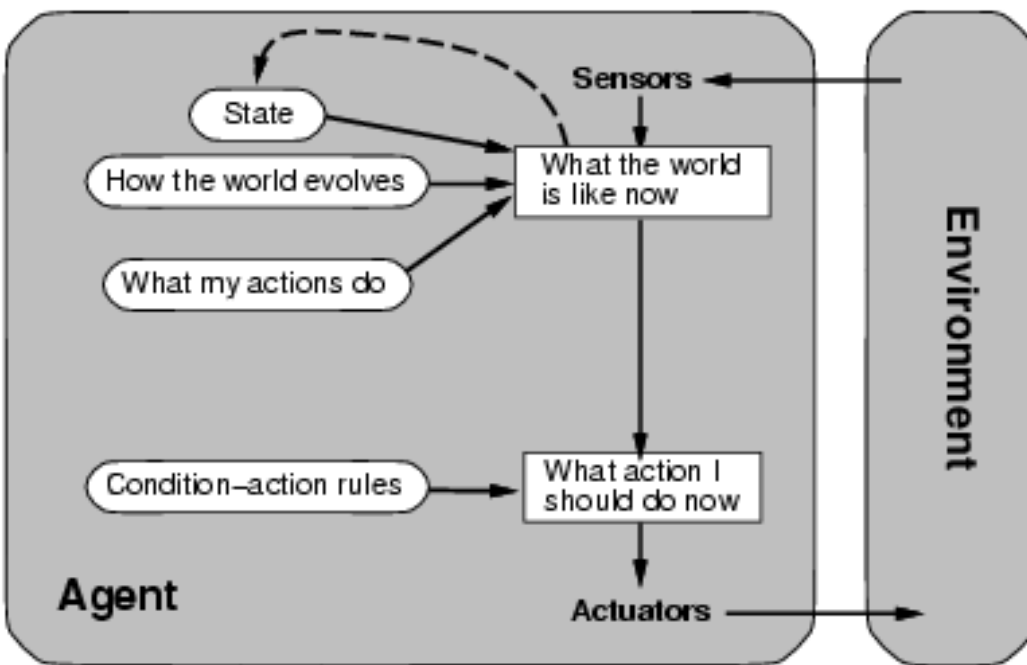 Sensors
State
What the world
is like now
How the world evolves
What my actions do
Environment
Condition–action rules
What action I
should do now
Agent
Actuators